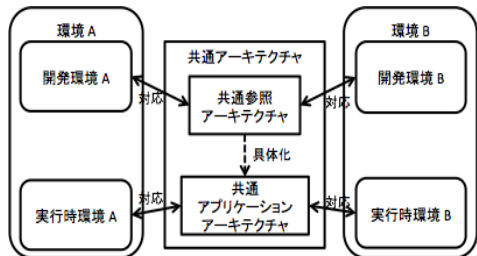 環境 A
共通アーキテクチャ
環境 B
開発環境 A
対応
共通参照
アーキテクチャ
対応
開発環境 B
具体化
実行時環境 A
対応
共通
アプリケーション
アーキテクチャ
対応
実行時環境 B